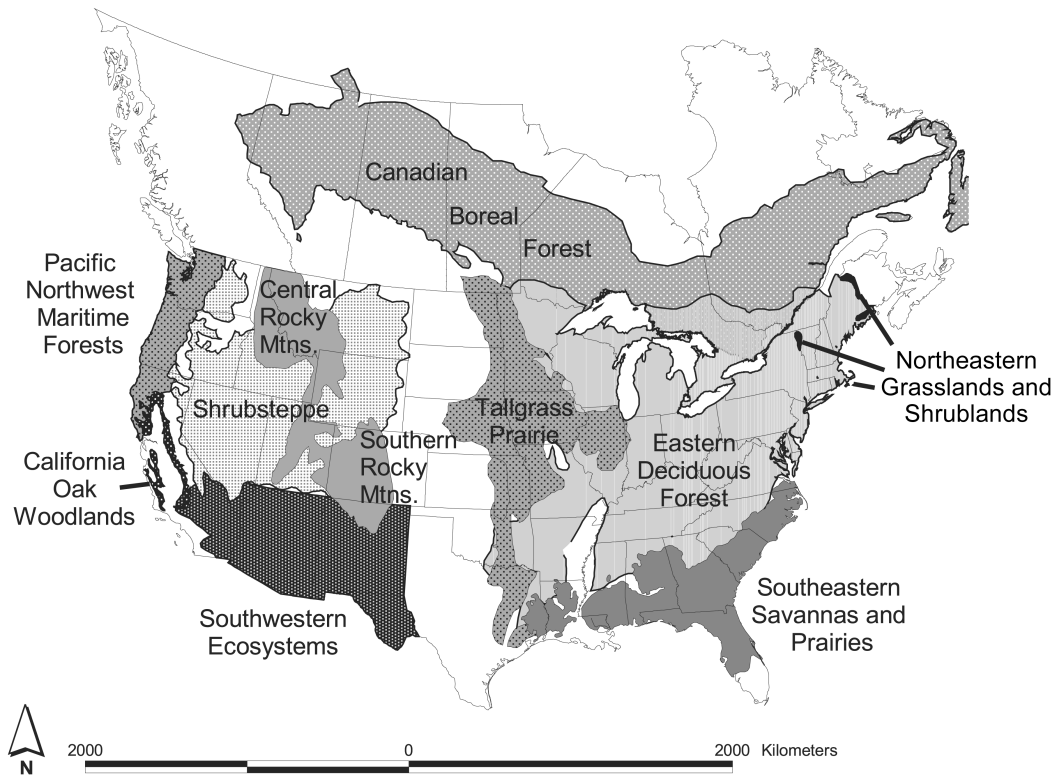 Canadian
Boreal
Forest
Pacific
Northwest
Maritime
Forests
Central
Rocky
Mtns.
Northeastern
Grasslands and
Shrublands
Shrubsteppe
Tallgrass
Prairie
Southern
Rocky
Mtns.
Eastern
Deciduous
Forest
California
Oak
Woodlands
Southwestern
Ecosystems
Southeastern
Savannas and
Prairies
N
2000 0 2000 Kilometers